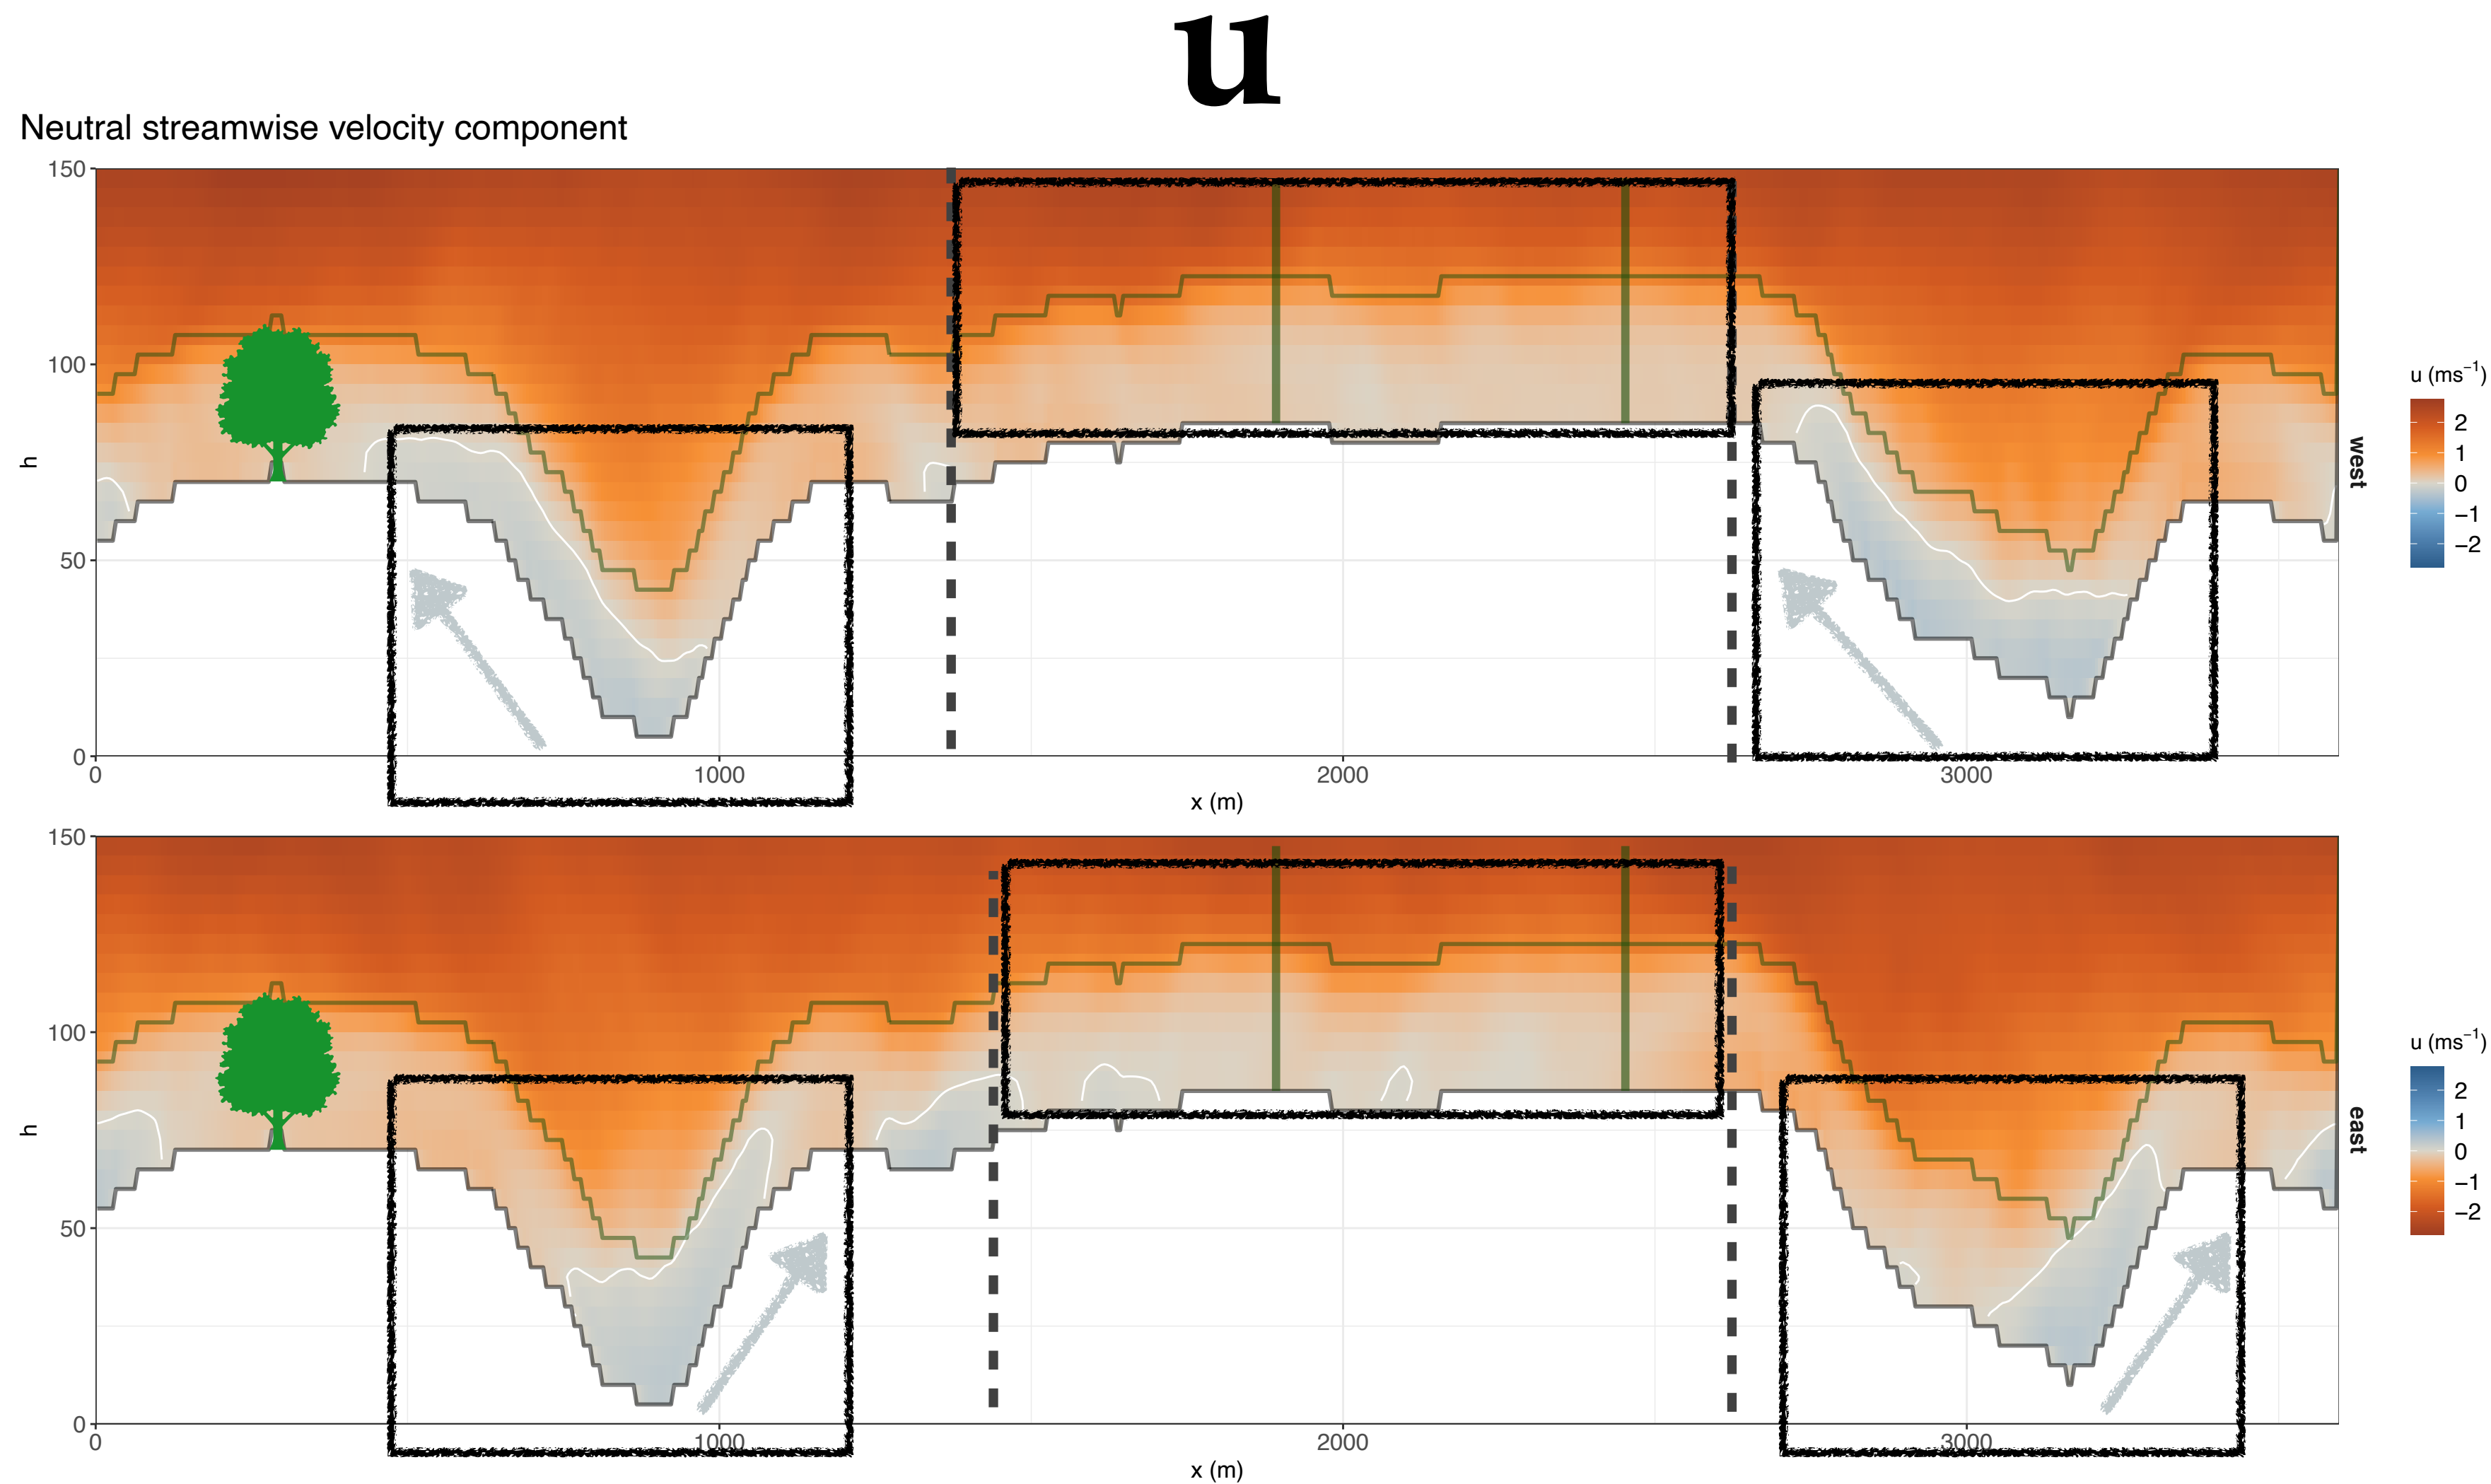 u
Neutral streamwise velocity component
150
100
50
0
h
0 1000 2000 3000
x (m)
west
u (ms⁻¹)
2
1
0
−1
−2
150
100
50
0
h
0 1000 2000 3000
x (m)
east
u (ms⁻¹)
2
1
0
−1
−2